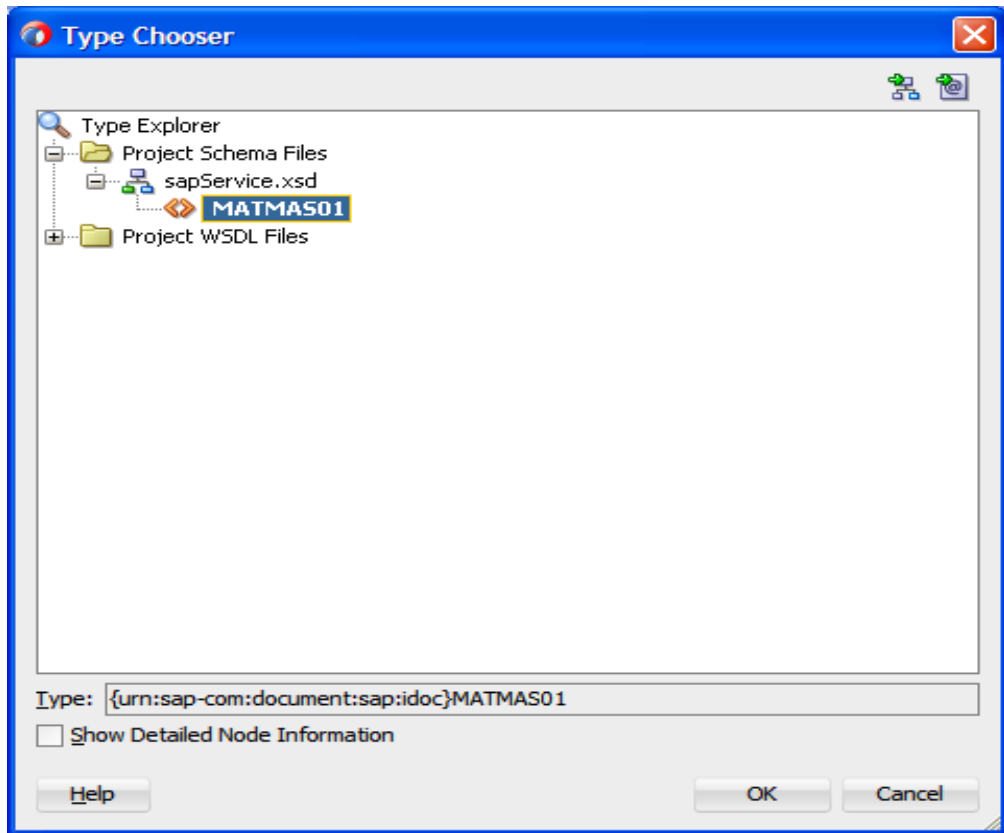 Type Chooser
Type Explorer
Project Schema Files
sapService.xsd
MATMAS01
Project WSDL Files
Type: {urn:sap-com:document:sap:idoc}MATMAS01
Show Detailed Node Information
Help OK Cancel